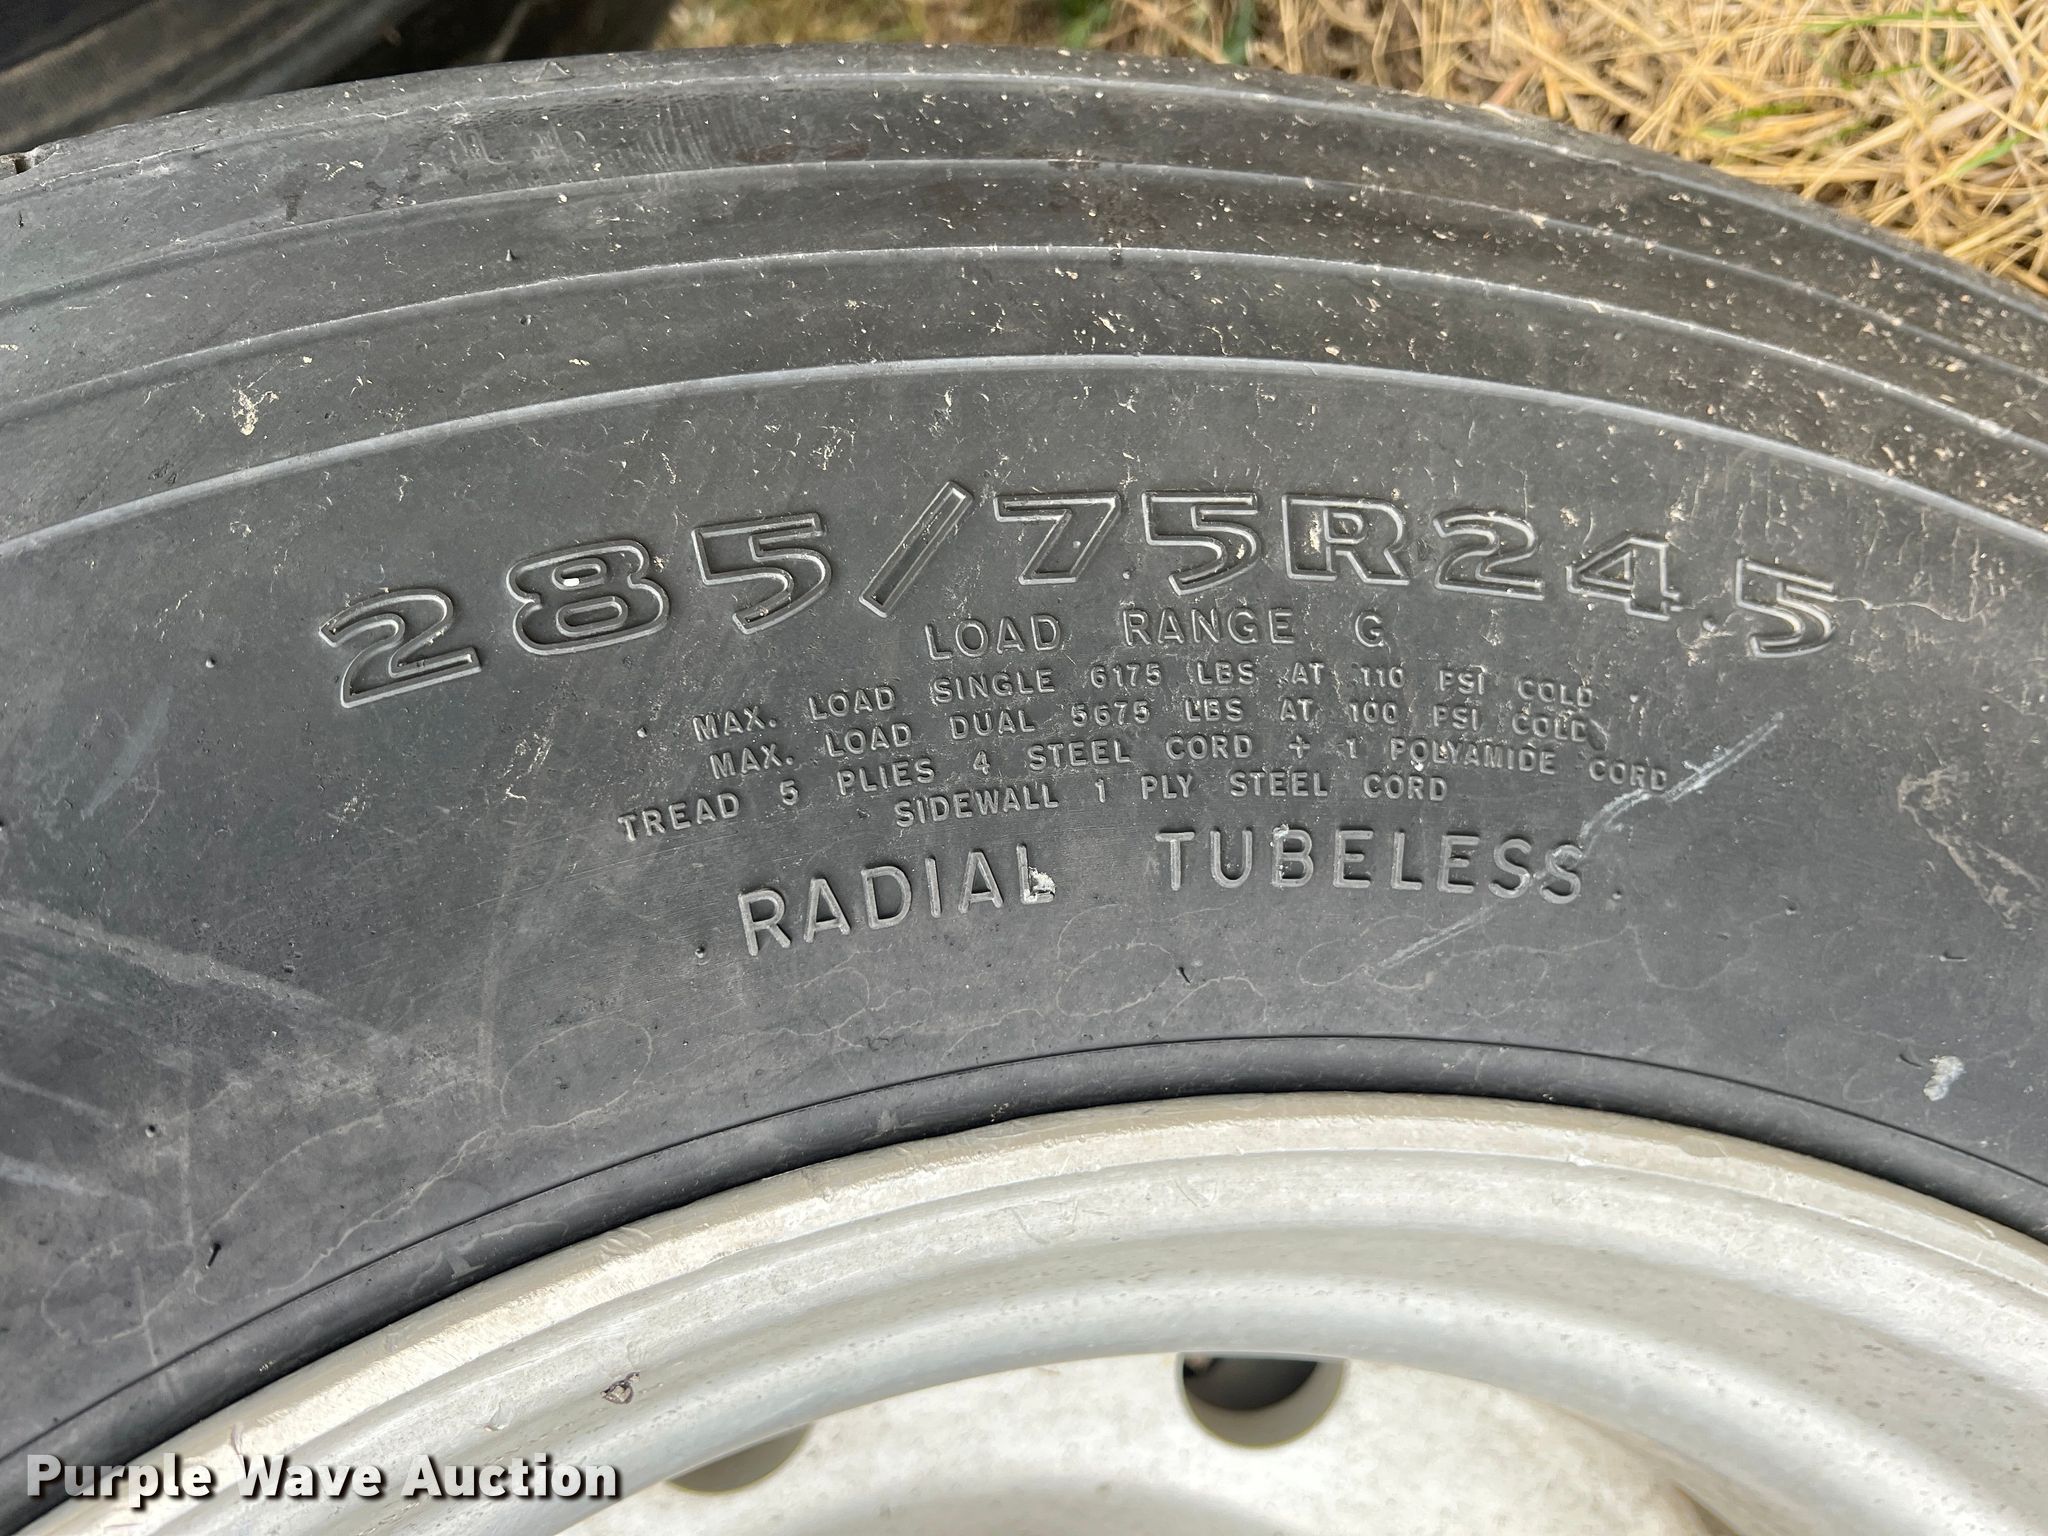 285/75R24.5
LOAD RANGE G
MAX. LOAD SINGLE 6175 LBS AT 110 PSI COLD
MAX. LOAD DUAL 5675 LBS AT 100 PSI COLD
TREAD 5 PLIES 4 STEEL CORD + 1 POLYAMIDE CORD
SIDEWALL 1 PLY STEEL CORD
RADIAL TUBELESS
Purple Wave Auction